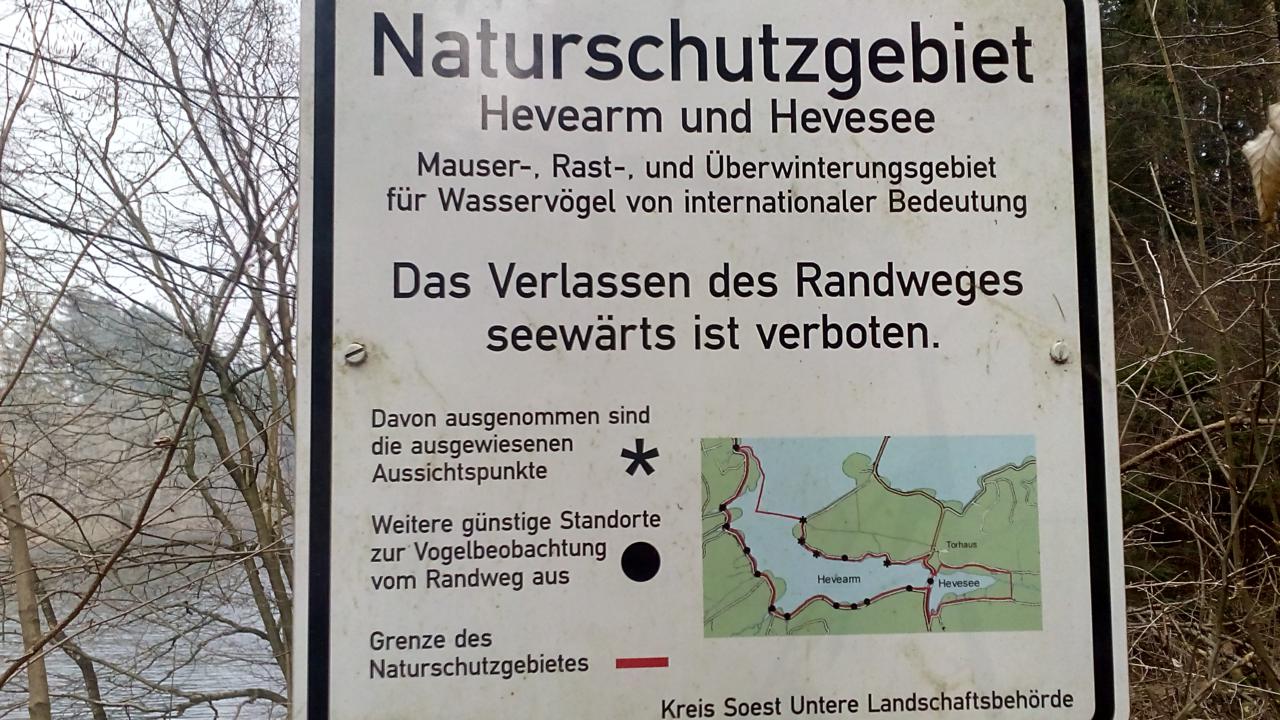 Naturschutzgebiet
Hevearm und Hevesee
Mauser-, Rast-, und Überwinterungsgebiet
für Wasservögel von internationaler Bedeutung
Das Verlassen des Randweges
seewärts ist verboten.
Davon ausgenommen sind
die ausgewiesenen
Aussichtspunkte
Weitere günstige Standorte
zur Vogelbeobachtung
vom Randweg aus
Grenze des
Naturschutzgebietes
Torhaus
Hevearm
Hevesee
Kreis Soest Untere Landschaftsbehörde